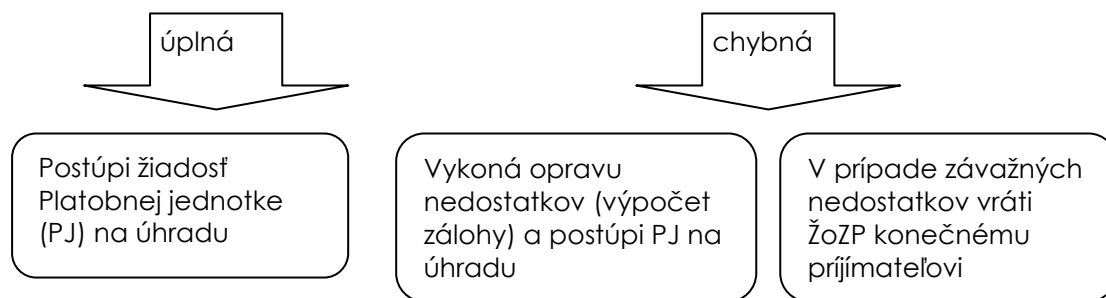 úplná
chybná
Postúpi žiadosť
Platobnej jednotke
(PJ) na úhradu
Vykoná opravu
nedostatkov (výpočet
zálohy) a postúpi PJ na
úhradu
V prípade závažných
nedostatkov vráti
ŽoZP konečnému
príjímateľovi